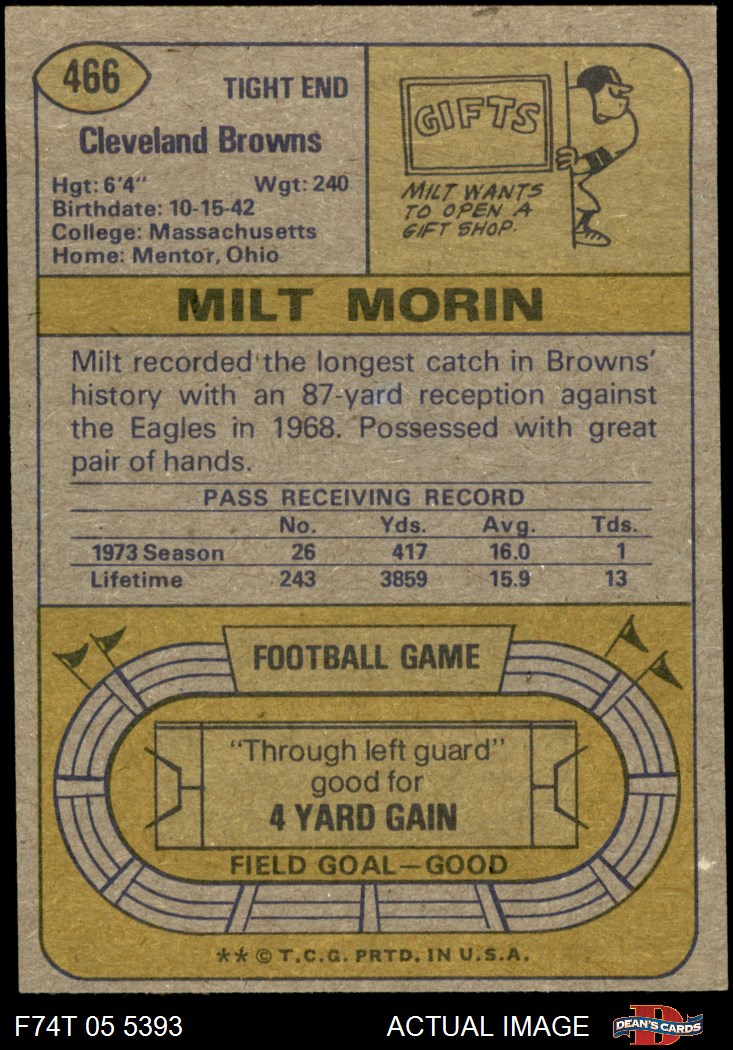 466
TIGHT END
Cleveland Browns
Hgt: 6'4" Wgt: 240
Birthdate: 10-15-42
College: Massachusetts
Home: Mentor, Ohio
GIFTS
MILT WANTS
TO OPEN A
GIFT SHOP.
MILT MORIN
Milt recorded the longest catch in Browns'
history with an 87-yard reception against
the Eagles in 1968. Possessed with great
pair of hands.
PASS RECEIVING RECORD
No. Yds. Avg. Tds.
1973 Season 26 417 16.0 1
Lifetime 243 3859 15.9 13
FOOTBALL GAME
"Through left guard"
good for
4 YARD GAIN
FIELD GOAL—GOOD
** © T.C.G. PRTD. IN U.S.A.
F74T 05 5393 ACTUAL IMAGE
D
DEAN'S CARDS